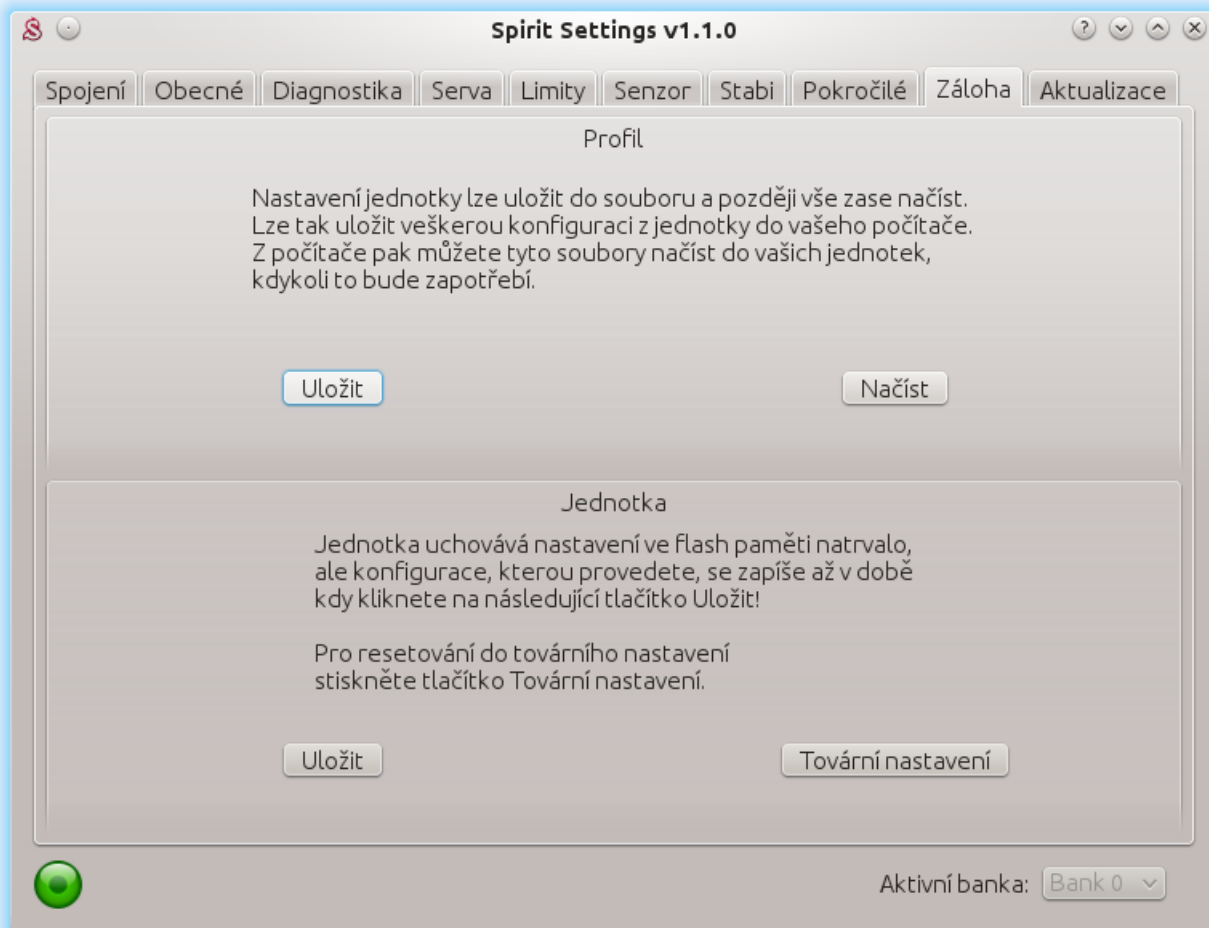 Spirit Settings v1.1.0
Spojení Obecné Diagnostika Serva Limity Senzor Stabi Pokročilé Záloha Aktualizace
Profil
Nastavení jednotky lze uložit do souboru a později vše zase načíst.
Lze tak uložit veškerou konfiguraci z jednotky do vašeho počítače.
Z počítače pak můžete tyto soubory načíst do vašich jednotek,
kdykoli to bude zapotřebí.
Uložit Načíst
Jednotka
Jednotka uchovává nastavení ve flash paměti natrvalo,
ale konfigurace, kterou provedete, se zapíše až v době
kdy kliknete na následující tlačítko Uložit!
Pro resetování do továrního nastavení
stiskněte tlačítko Tovární nastavení.
Uložit Tovární nastavení
Aktivní banka: Bank 0